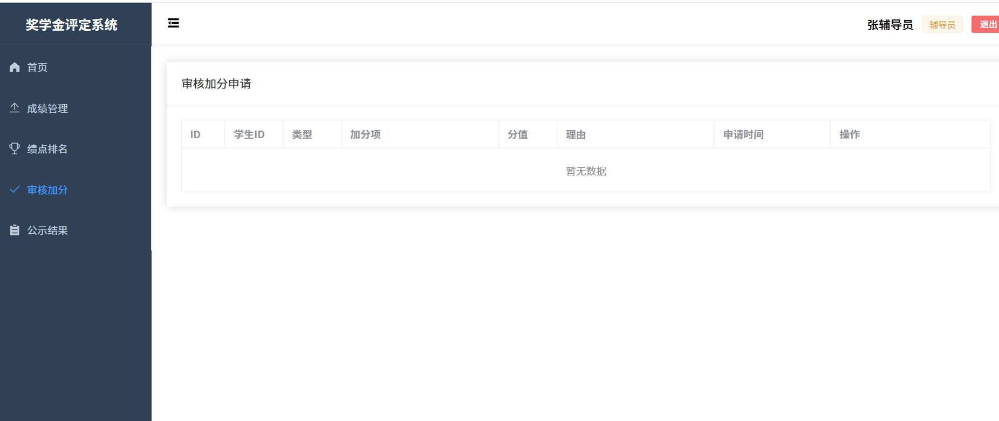 奖学金评定系统
张辅导员 辅导员 退出
首页
成绩管理
绩点排名
审核加分
公示结果
审核加分申请
ID 学生ID 类型 加分项 分值 理由 申请时间 操作
暂无数据